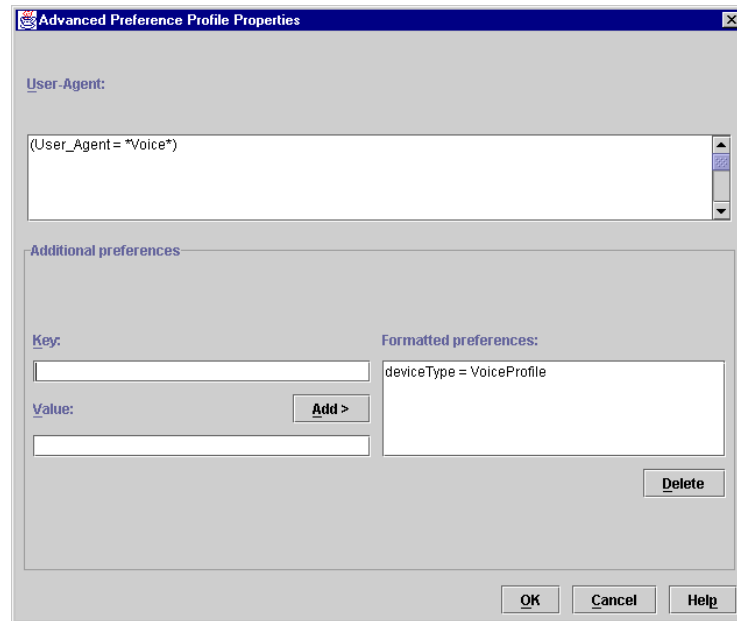 Advanced Preference Profile Properties
User-Agent:
(User_Agent = *Voice*)
Additional preferences
Key:
Formatted preferences:
deviceType = VoiceProfile
Value:
Add >
Delete
OK
Cancel
Help